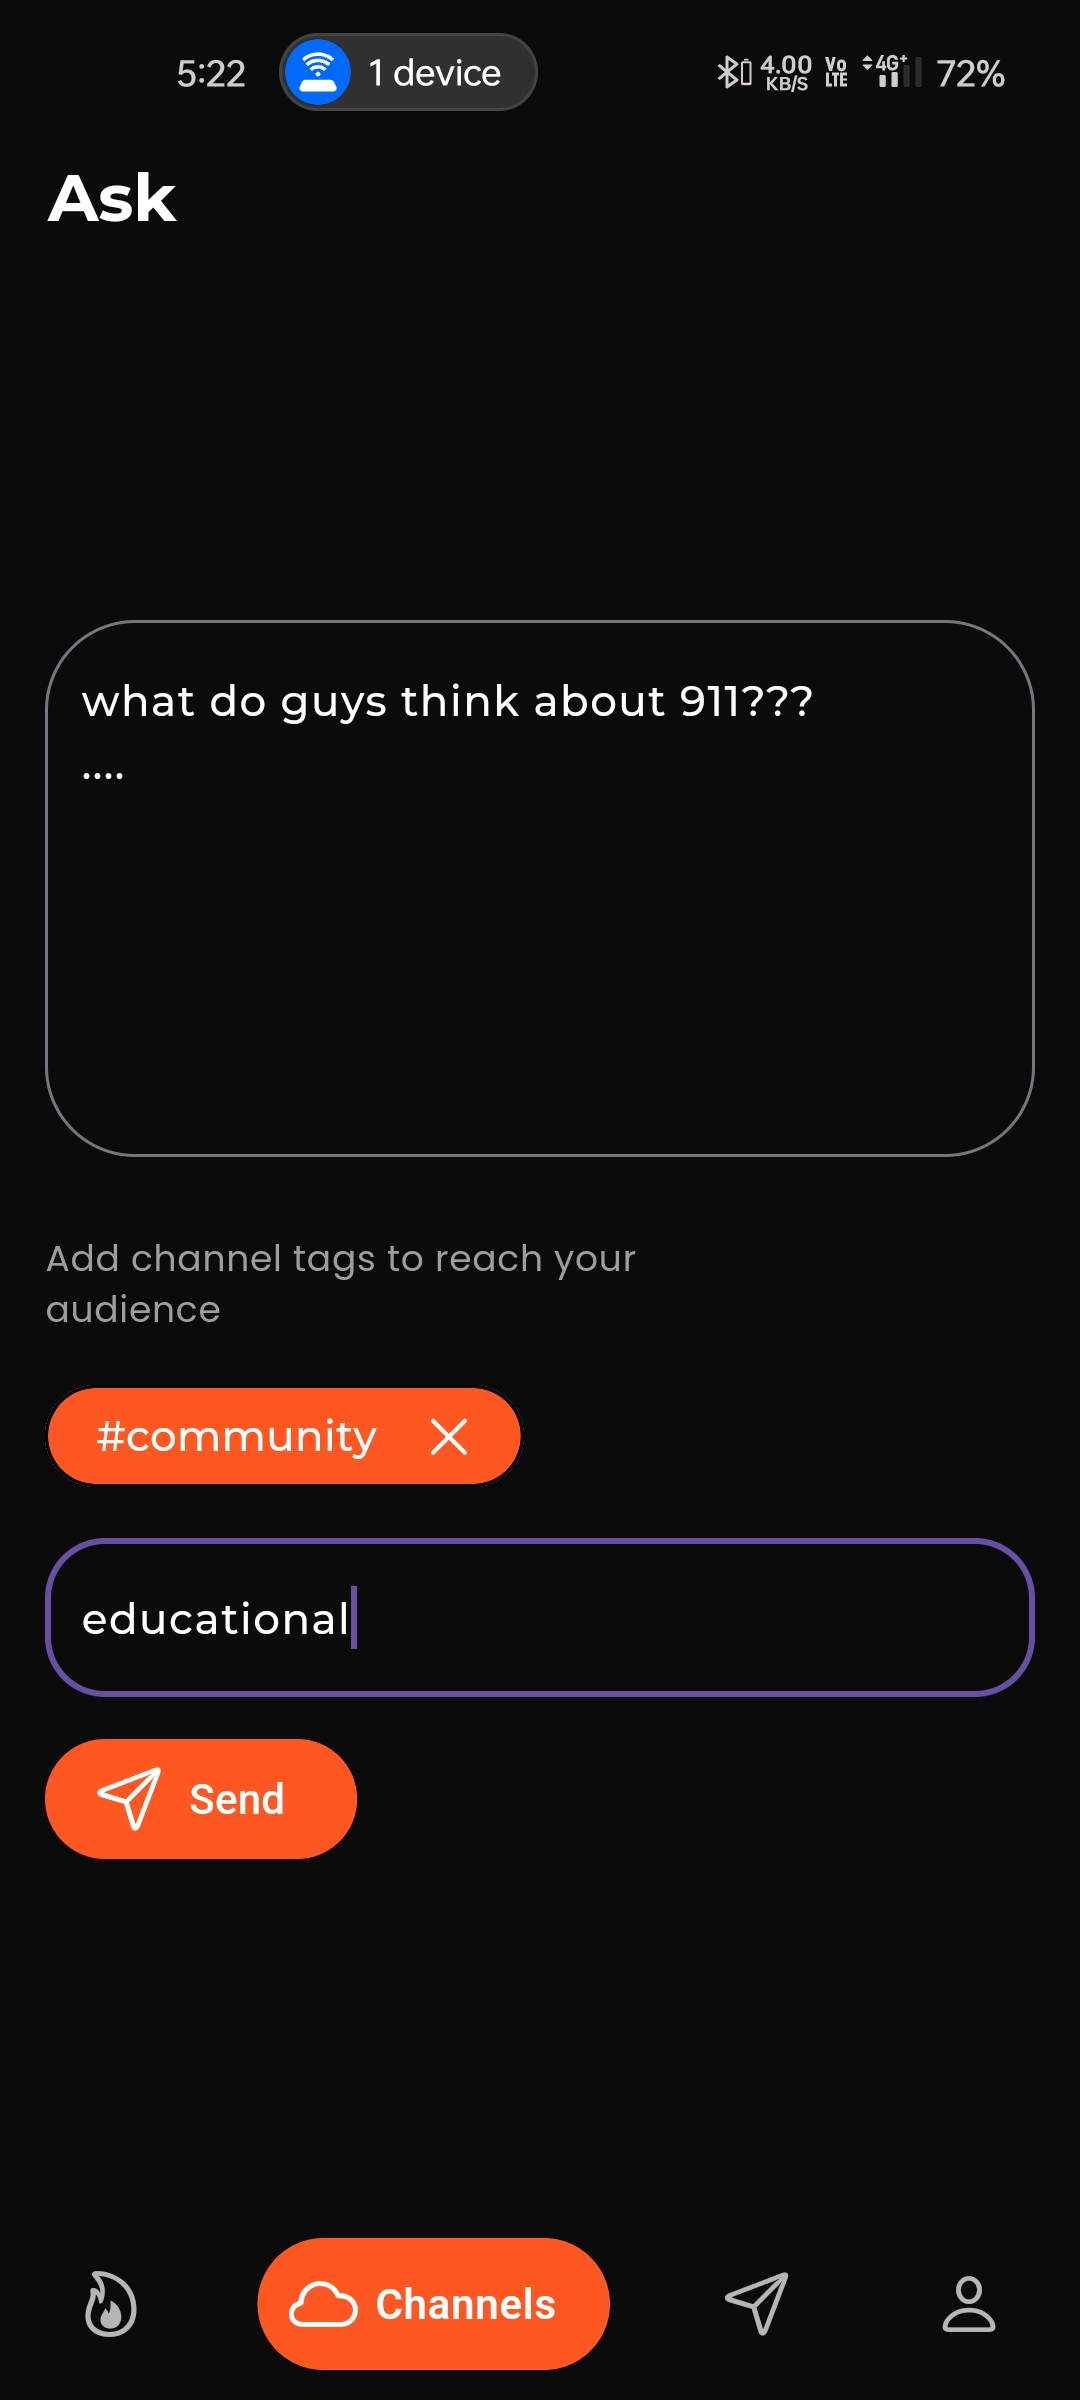 5:22
1 device
4.00
KB/S
Vo
LTE
4G+
72%
Ask
what do guys think about 911???
....
Add channel tags to reach your
audience
#community
educational
Send
Channels